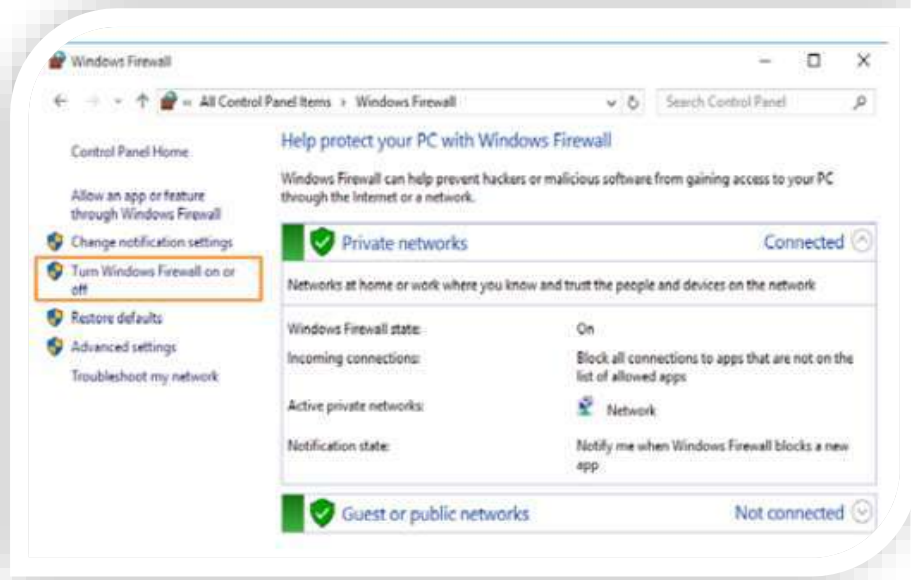 Windows Firewall
« All Control Panel Items › Windows Firewall
Search Control Panel
Control Panel Home
Allow an app or feature
through Windows Firewall
Change notification settings
Turn Windows Firewall on or
off
Restore defaults
Advanced settings
Troubleshoot my network
Help protect your PC with Windows Firewall
Windows Firewall can help prevent hackers or malicious software from gaining access to your PC
through the Internet or a network.
Private networks Connected
Networks at home or work where you know and trust the people and devices on the network
Windows Firewall state: On
Incoming connections: Block all connections to apps that are not on the
list of allowed apps
Active private networks: Network
Notification state: Notify me when Windows Firewall blocks a new
app
Guest or public networks Not connected